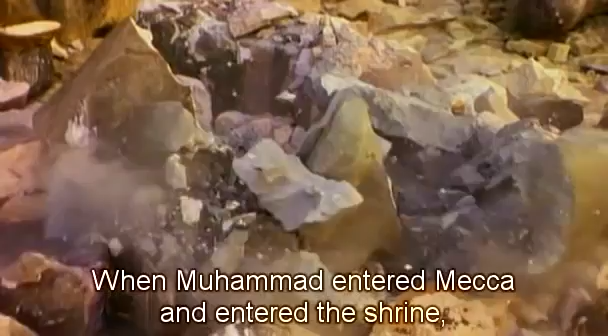 When Muhammad entered Mecca
and entered the shrine,